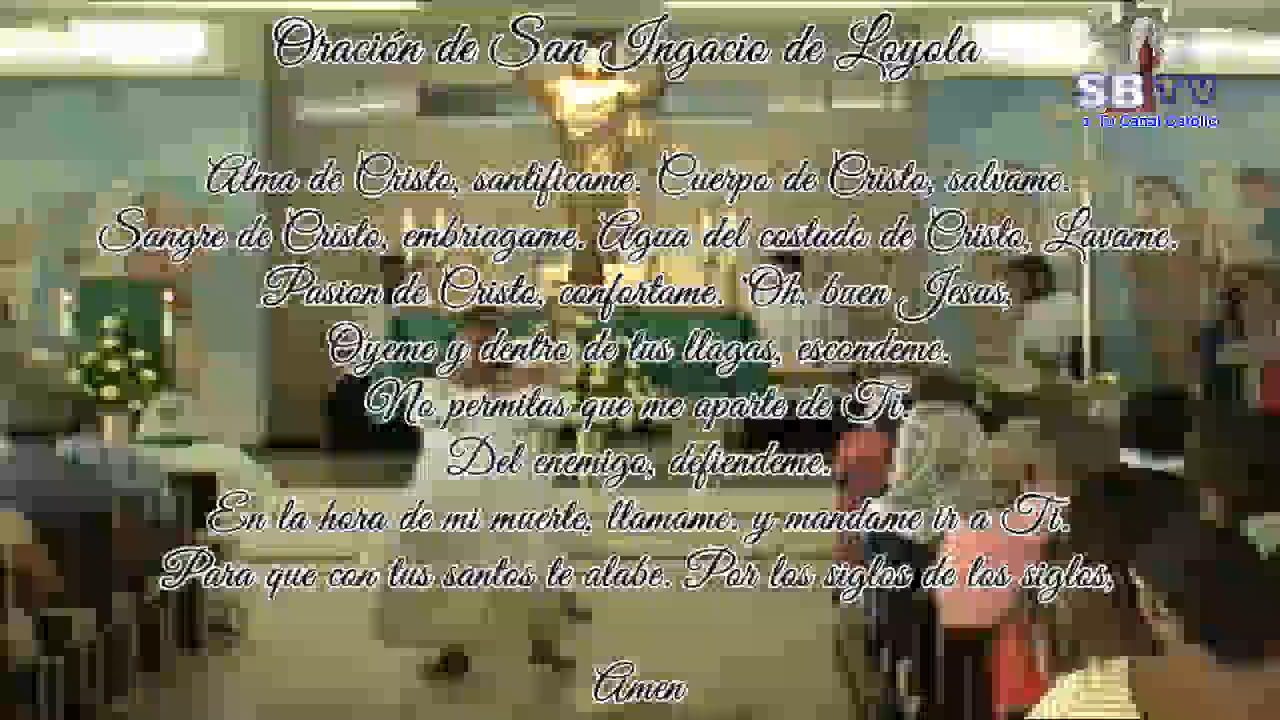 Oración de San Ingacio de Loyola
SBTV
Tu Canal Catolico
Alma de Cristo, santificame. Cuerpo de Cristo, salvame.
Sangre de Cristo, embriagame. Agua del costado de Cristo, Lavame.
Pasion de Cristo, confortame. Oh, buen Jesus,
Oyeme y dentro de tus llagas, escondeme.
No permitas que me aparte de Ti.
Del enemigo, defiendeme.
En la hora de mi muerte, llamame. y mandame ir a Ti.
Para que con tus santos te alabe. Por los siglos de los siglos,
Amen